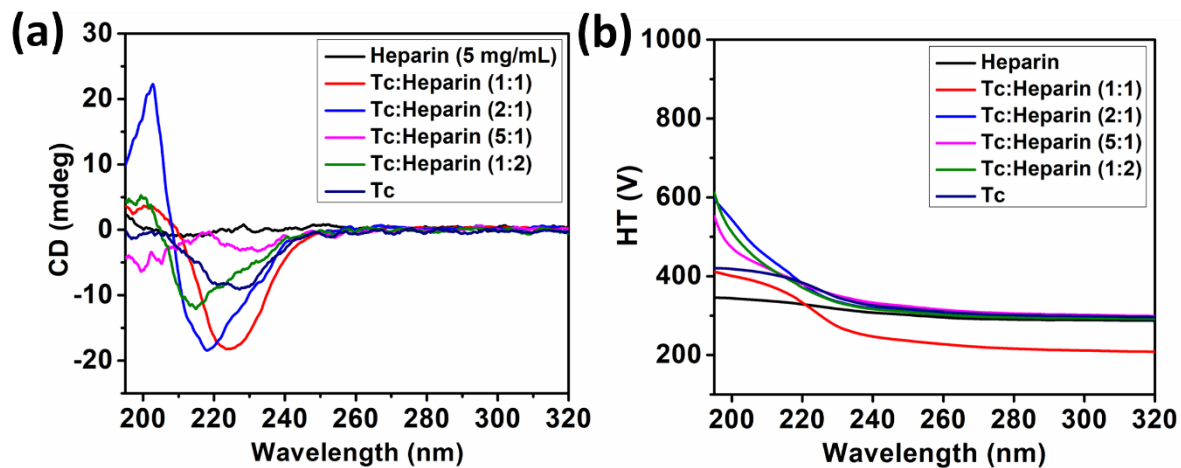 (a)
30
20
10
0
-10
-20
CD (mdeg)
Heparin (5 mg/mL)
Tc:Heparin (1:1)
Tc:Heparin (2:1)
Tc:Heparin (5:1)
Tc:Heparin (1:2)
Tc
200 220 240 260 280 300 320
Wavelength (nm)
(b)
1000
800
600
400
200
HT (V)
Heparin
Tc:Heparin (1:1)
Tc:Heparin (2:1)
Tc:Heparin (5:1)
Tc:Heparin (1:2)
Tc
200 220 240 260 280 300 320
Wavelength (nm)